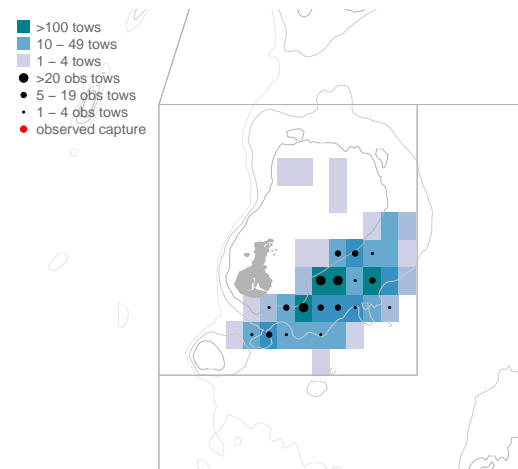 >100 tows
10 – 49 tows
1 – 4 tows
>20 obs tows
5 – 19 obs tows
1 – 4 obs tows
observed capture